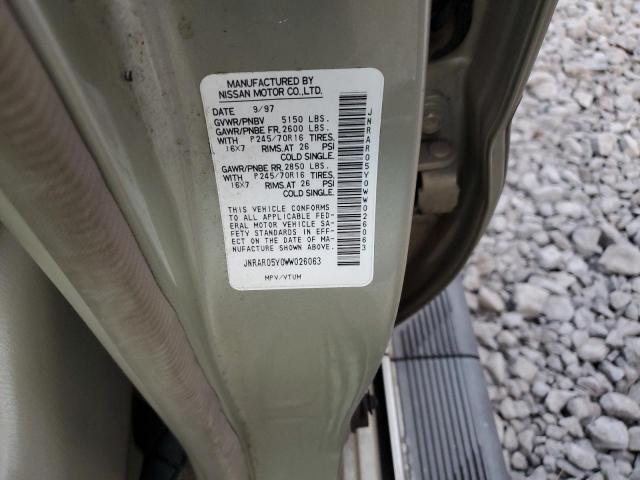 MANUFACTURED BY
NISSAN MOTOR CO.,LTD.
DATE 9/97
GVWR/PNBV 5150 LBS.
GAWR/PNBE FR.2600 LBS.
WITH P245/70R16 TIRES,
16X7 RIMS.AT 26 PSI
COLD SINGLE.
GAWR/PNBE RR.2850 LBS.
WITH P245/70R16 TIRES,
16X7 RIMS.AT 26 PSI
COLD SINGLE.
THIS VEHICLE CONFORMS
TO ALL APPLICABLE FED-
ERAL MOTOR VEHICLE SA-
FETY STANDARDS IN EFF-
ECT ON THE DATE OF MA-
NUFACTURE SHOWN ABOVE.
JNRAR05Y0WW026063
MPV/VTUM
JNRAR05Y0WW026063